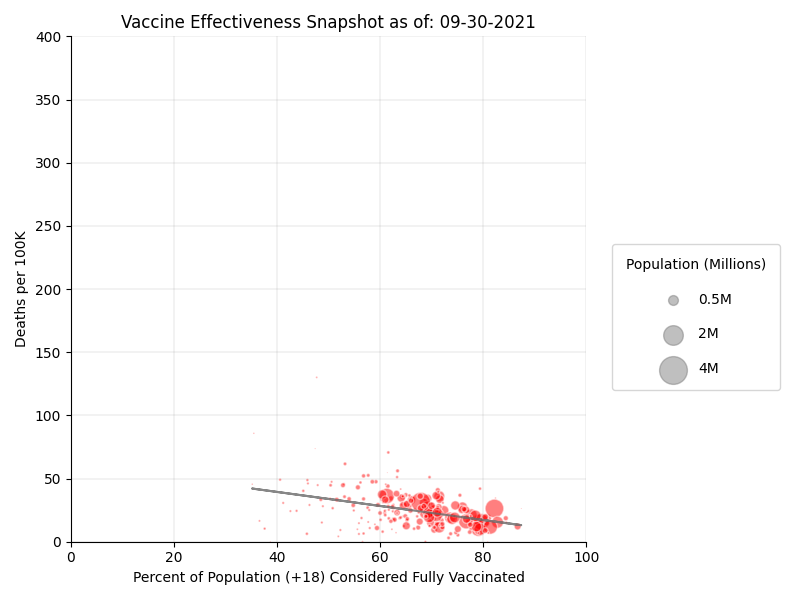 Vaccine Effectiveness Snapshot as of: 09-30-2021
400
350
300
250
200
150
100
50
0
Deaths per 100K
0 20 40 60 80 100
Percent of Population (+18) Considered Fully Vaccinated
Population (Millions)
0.5M
2M
4M